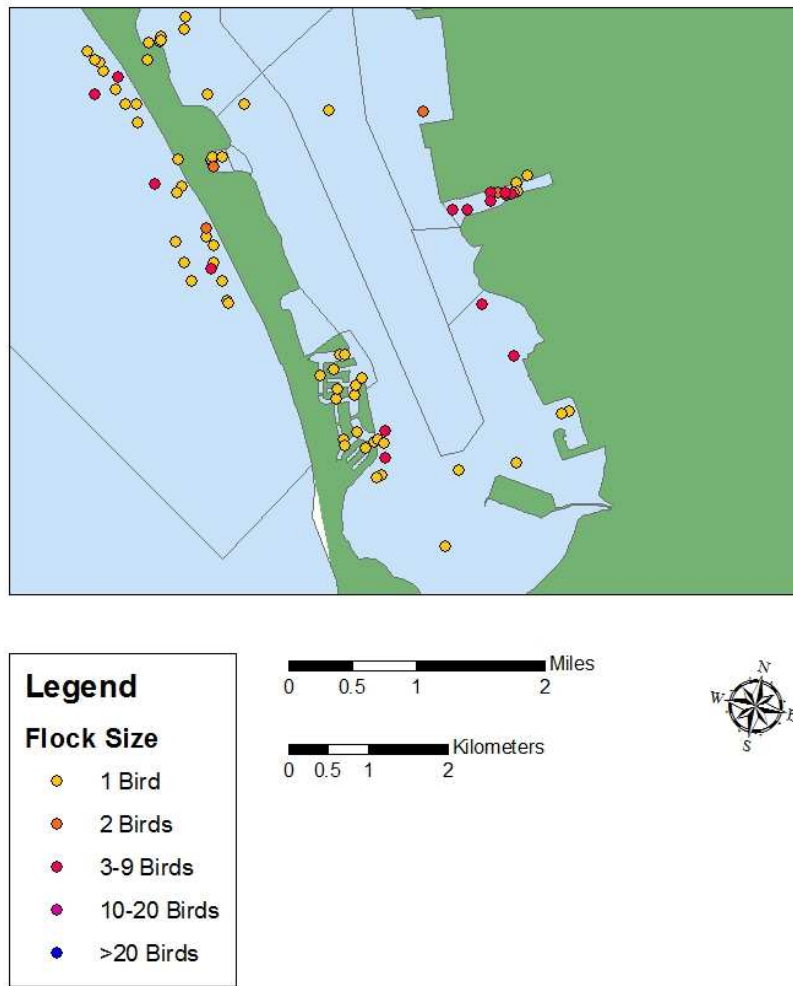 Miles
0 0.5 1 2
Kilometers
0 0.5 1 2
N
W E
S
Legend
Flock Size
1 Bird
2 Birds
3-9 Birds
10-20 Birds
>20 Birds